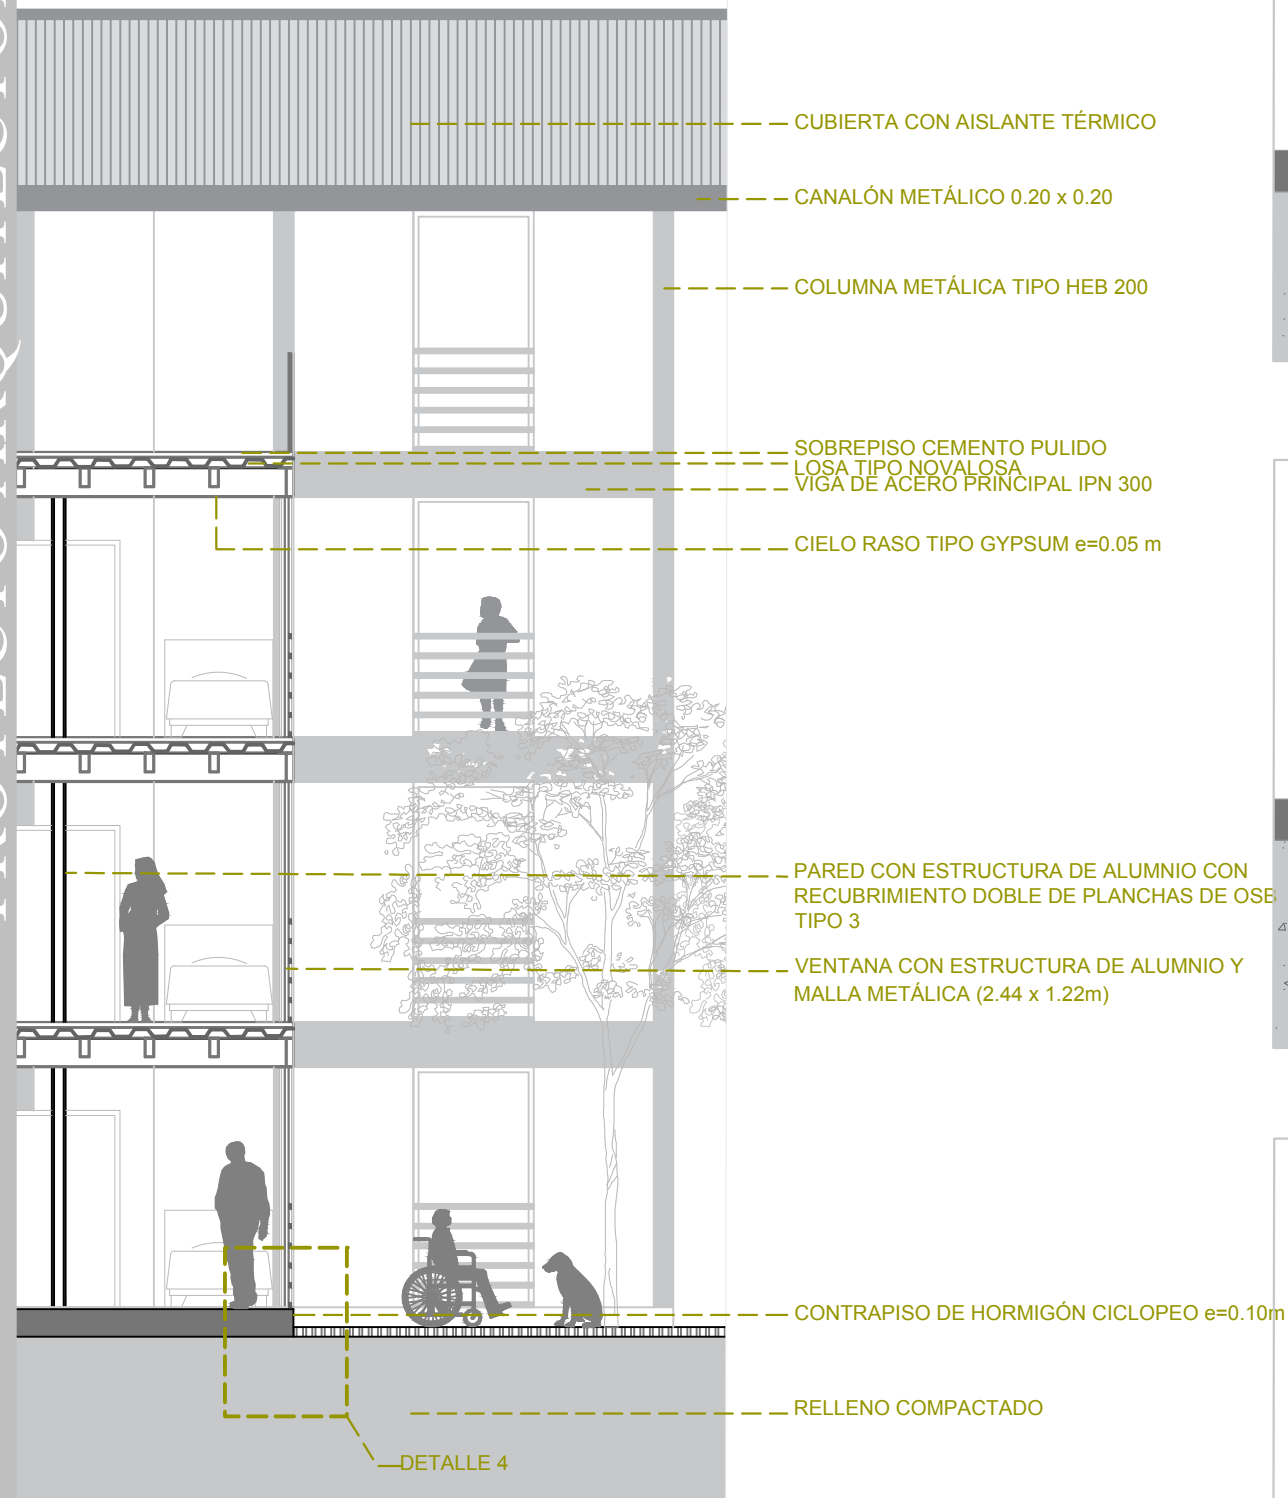 CUBIERTA CON AISLANTE TÉRMICO
CANALÓN METÁLICO 0.20 x 0.20
COLUMNA METÁLICA TIPO HEB 200
SOBREPISO CEMENTO PULIDO
LOSA TIPO NOVALOSA
VIGA DE ACERO PRINCIPAL IPN 300
CIELO RASO TIPO GYPSUM e=0.05 m
PARED CON ESTRUCTURA DE ALUMNIO CON
RECUBRIMIENTO DOBLE DE PLANCHAS DE OSB
TIPO 3
VENTANA CON ESTRUCTURA DE ALUMNIO Y
MALLA METÁLICA (2.44 x 1.22m)
CONTRAPISO DE HORMIGÓN CICLOPEO e=0.10m
RELLENO COMPACTADO
DETALLE 4